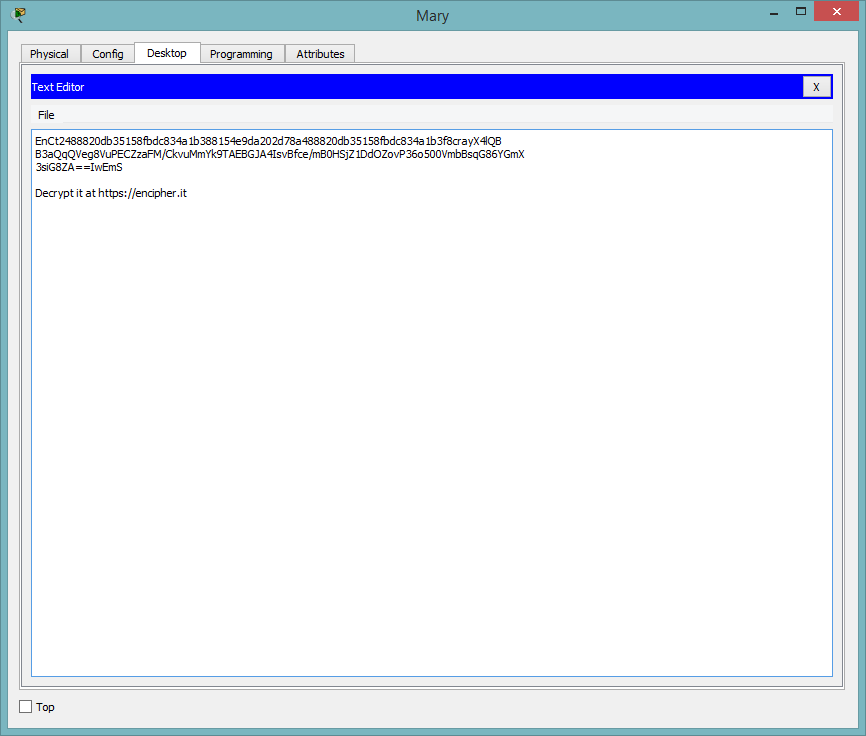 Mary
Physical Config Desktop Programming Attributes
Text Editor X
File
EnCt2488820db35158fbdc834a1b388154e9da202d78a488820db35158fbdc834a1b3f8crayX4lQB
B3aQqQVeg8VuPECZzaFM/CkvuMmYk9TAEBGJA4IsvBfce/mB0HSjZ1DdOZovP36o500VmbBsqG86YGmX
3siG8ZA==IwEmS
Decrypt it at https://encipher.it
Top